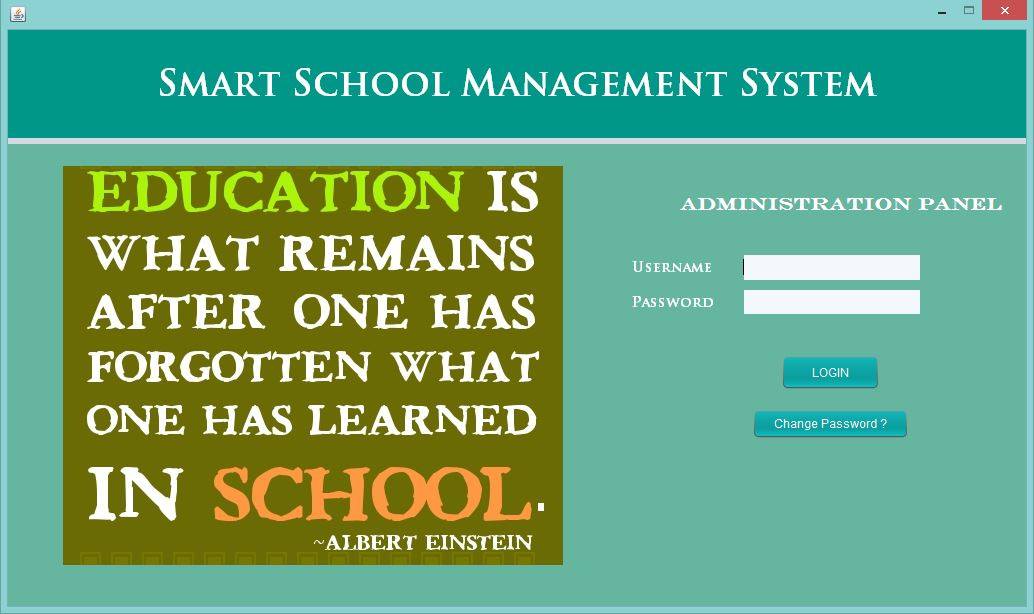 Smart School Management System
EDUCATION IS
WHAT REMAINS
AFTER ONE HAS
FORGOTTEN WHAT
ONE HAS LEARNED
IN SCHOOL.
~ALBERT EINSTEIN
ADMINISTRATION PANEL
Username
Password
LOGIN
Change Password ?